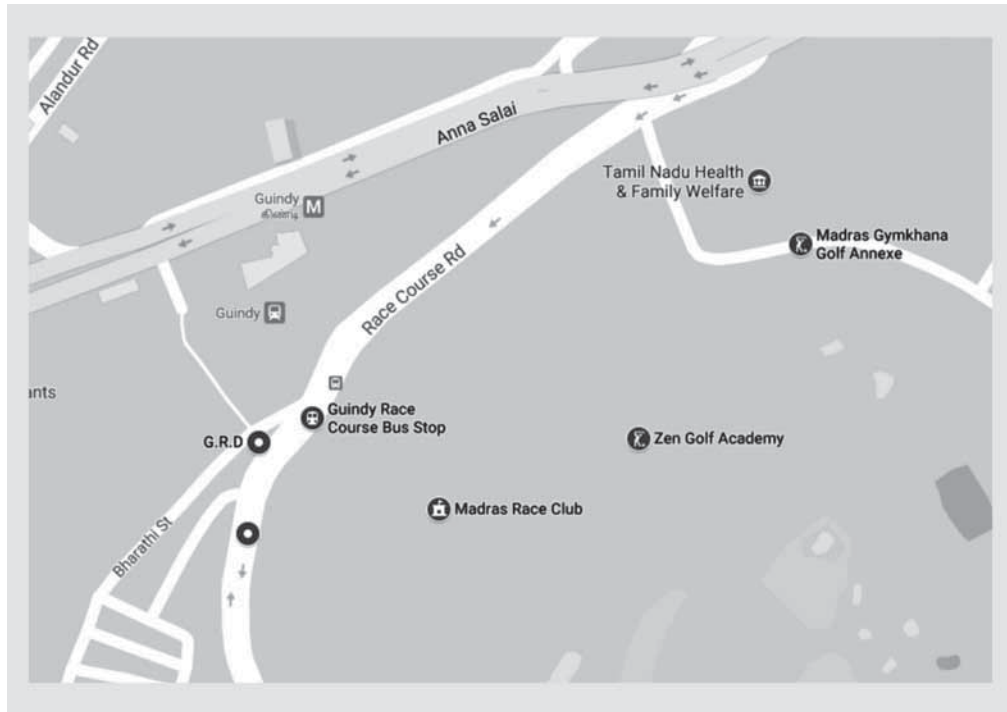 Alandur Rd
Anna Salai
Tamil Nadu Health
& Family Welfare
Guindy
கிண்டி
M
Madras Gymkhana
Golf Annexe
Race Course Rd
Guindy
ants
Guindy Race
Course Bus Stop
G.R.D
Zen Golf Academy
Madras Race Club
Bharathi St